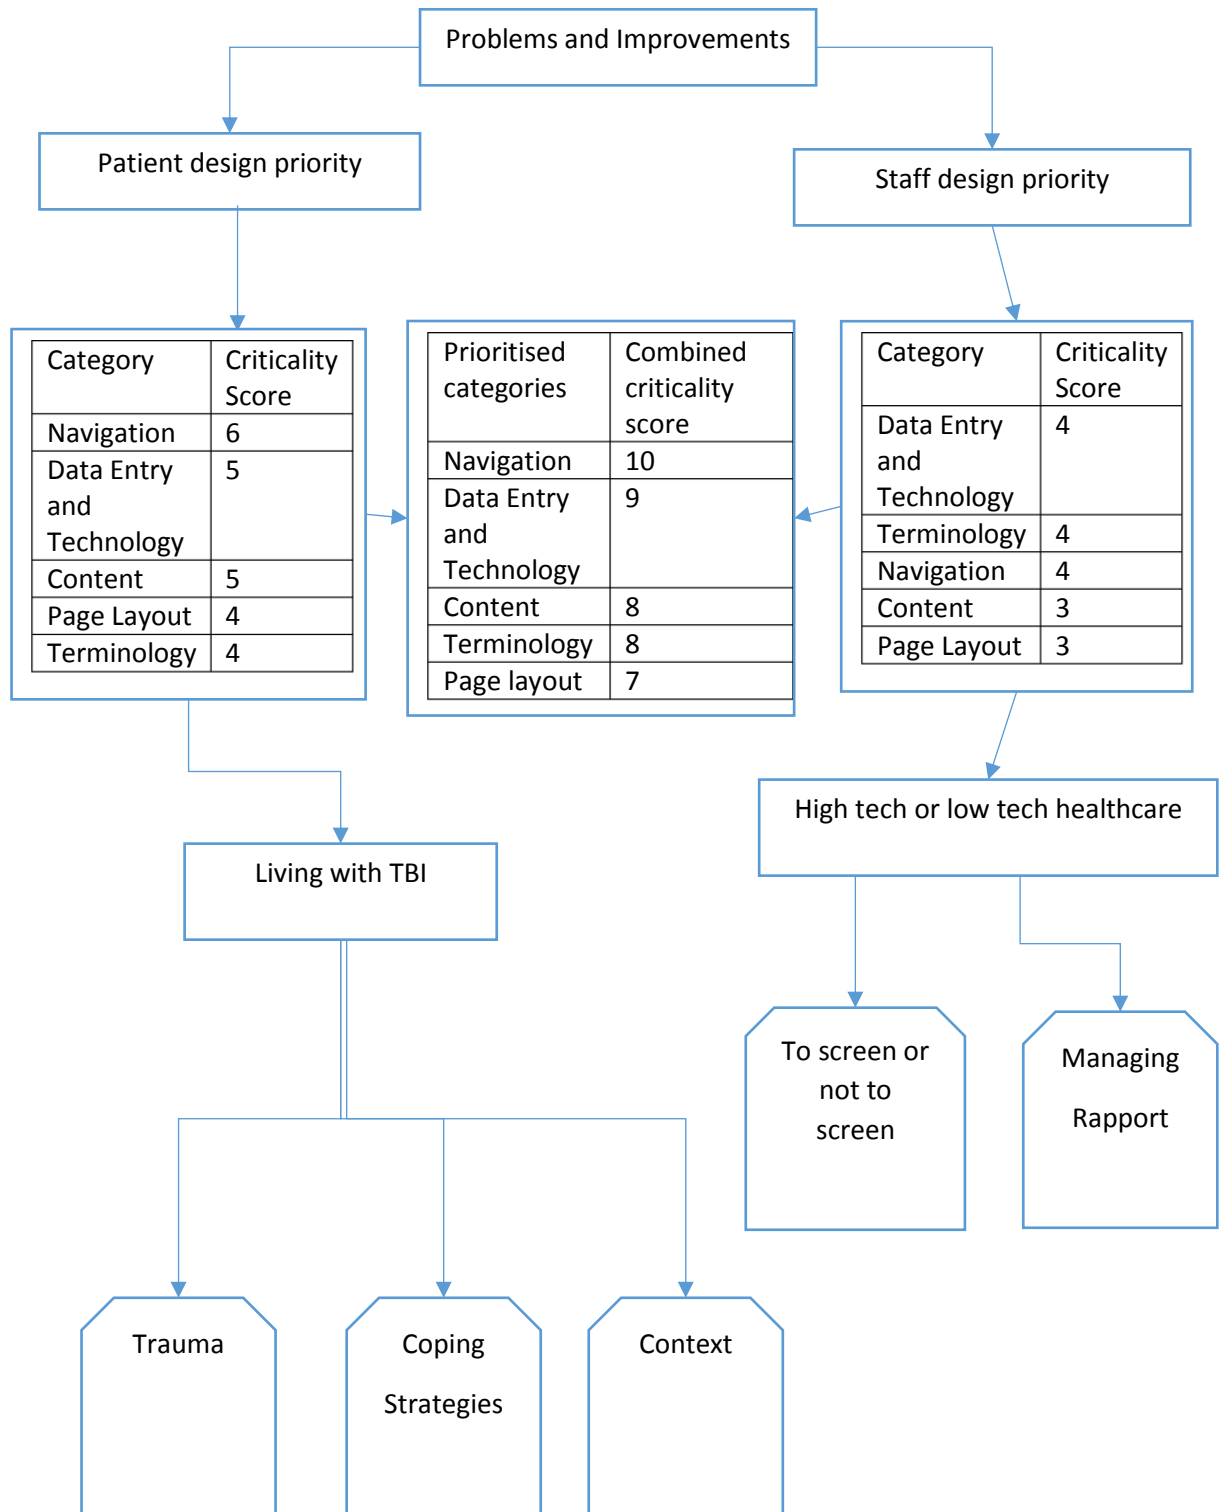 Problems and Improvements
Patient design priority
Staff design priority
Category Criticality
Score
Navigation 6
Data Entry 5
and
Technology
Content 5
Page Layout 4
Terminology 4
Prioritised Combined
categories criticality
score
Navigation 10
Data Entry 9
and
Technology
Content 8
Terminology 8
Page layout 7
Category Criticality
Score
Data Entry 4
and
Technology
Terminology 4
Navigation 4
Content 3
Page Layout 3
High tech or low tech healthcare
Living with TBI
To screen or
not to
screen
Managing
Rapport
Trauma
Coping
Strategies
Context